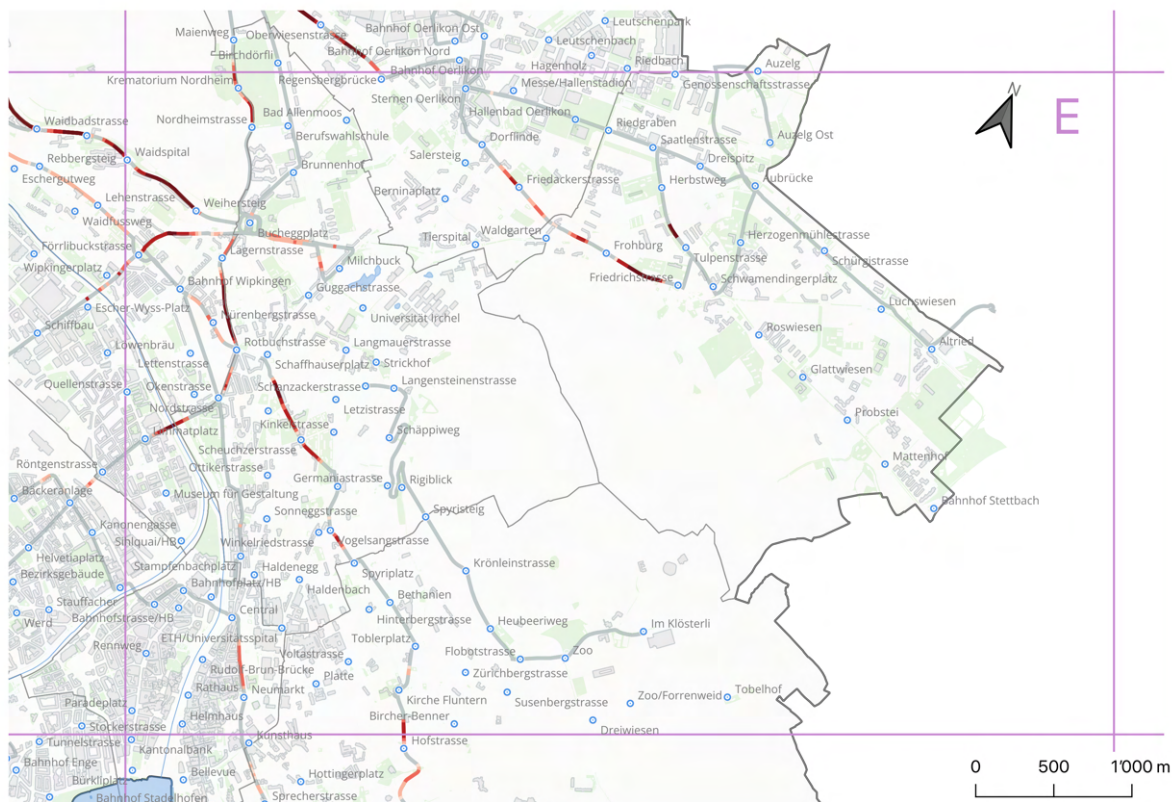 Leutschenpark
Maienweg
Oberwiesenstrasse
Bahnhof Oerlikon Ost
Leutschenbach
Birchdörfli
Bahnhof Oerlikon Nord
Hagenholz
Riedbach
Auzelg
Krematorium Nordheim
Regensbergbrücke
Bahnhof Oerlikon
Messe/Hallenstadion
Genossenschaftsstrasse
Sternen Oerlikon
N
E
Nordheimstrasse
Bad Allenmoos
Hallenbad Oerlikon
Waidbadstrasse
Berufswahlschule
Dorflinde
Riedgraben
Auzelg Ost
Saatlenstrasse
Rebbergsteig
Waidspital
Brunnenhof
Salersteig
Dreispitz
Eschergutweg
Friedackerstrasse
Herbstweg
Aubrücke
Lehenstrasse
Weihersteig
Berninaplatz
Waidfussweg
Bucheggplatz
Tierspital
Waldgarten
Herzogenmühlestrasse
Förrlibuckstrasse
Lägernstrasse
Frohburg
Tulpenstrasse
Schürgistrasse
Wipkingerplatz
Milchbuck
Bahnhof Wipkingen
Friedrichstrasse
Schwamendingerplatz
Guggachstrasse
Escher-Wyss-Platz
Nürenbergstrasse
Universität Irchel
Luchswiesen
Schiffbau
Roswiesen
Löwenbräu
Rotbuchstrasse
Langmauerstrasse
Altried
Lettenstrasse
Schaffhauserplatz
Strickhof
Glattwiesen
Quellenstrasse
Okenstrasse
Schanzackerstrasse
Langensteinenstrasse
Nordstrasse
Letzistrasse
Probstei
Limmatplatz
Kinkelstrasse
Schäppiweg
Scheuchzerstrasse
Mattenhof
Röntgenstrasse
Ottikerstrasse
Germaniastrasse
Rigiblick
Bäckeranlage
Museum für Gestaltung
Bahnhof Stettbach
Sonneggstrasse
Spyristeig
Kanonengasse
Sihlquai/HB
Winkelriedstrasse
Vogelsangstrasse
Helvetiaplatz
Stampfenbachplatz
Haldenegg
Spyriplatz
Krönleinstrasse
Bezirksgebäude
Bahnhofplatz/HB
Haldenbach
Bethanien
Stauffacher
Bahnhofstrasse/HB
Central
Hinterbergstrasse
Heubeeriweg
Im Klösterli
Werd
ETH/Universitätsspital
Toblerplatz
Rennweg
Voltastrasse
Flobotstrasse
Zoo
Rudolf-Brun-Brücke
Platte
Zürichbergstrasse
Rathaus
Neumarkt
Zoo/Forrenweid
Tobelhof
Paradeplatz
Kirche Fluntern
Susenbergstrasse
Helmhaus
Bircher-Benner
Stockerstrasse
Dreiwiesen
Tunnelstrasse
Kantonalbank
Kunsthaus
Hofstrasse
Bahnhof Enge
Bürkliplatz
Bellevue
Hottingerplatz
0 500 1'000 m
Bahnhof Stadelhofen
Sprecherstrasse